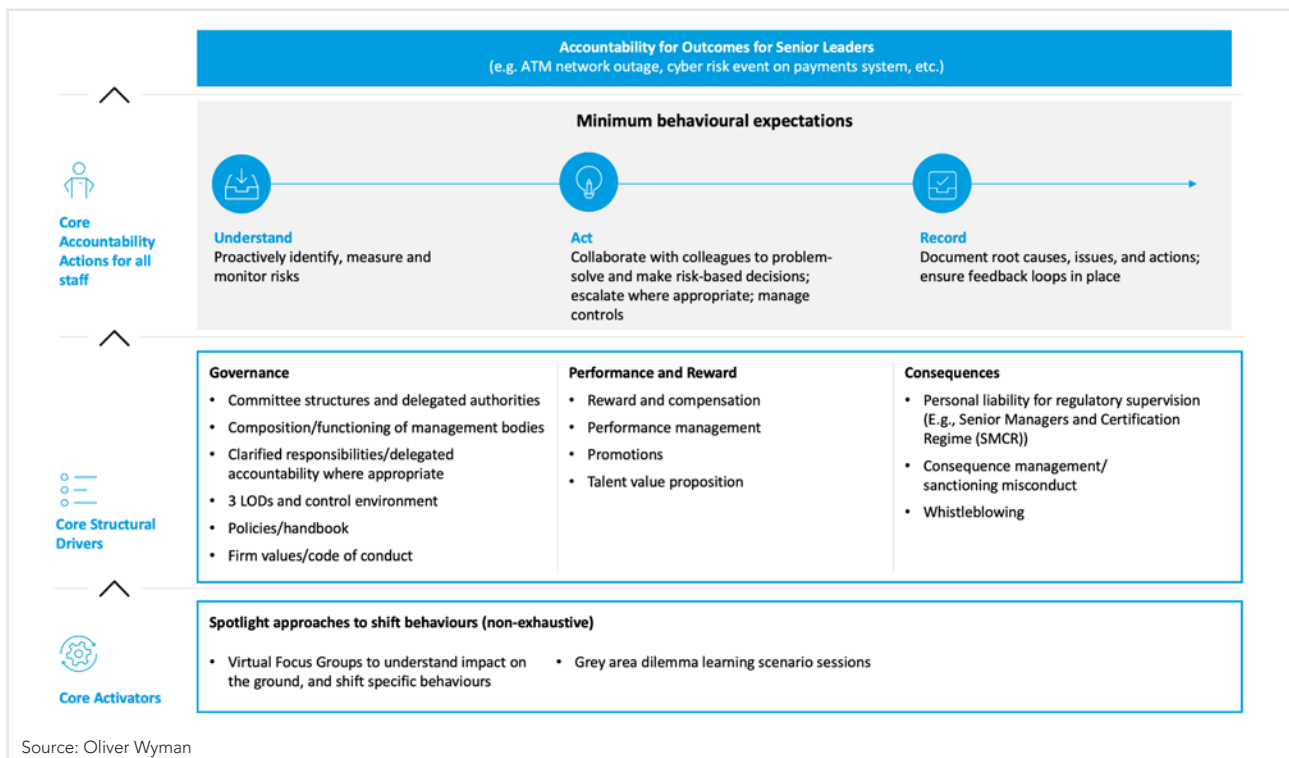 Accountability for Outcomes for Senior Leaders
(e.g. ATM network outage, cyber risk event on payments system, etc.)
Minimum behavioural expectations
Core
Accountability
Actions for all
staff
Understand
Proactively identify, measure and
monitor risks
Act
Collaborate with colleagues to problem-
solve and make risk-based decisions;
escalate where appropriate; manage
controls
Record
Document root causes, issues, and actions;
ensure feedback loops in place
Core Structural
Drivers
Governance
• Committee structures and delegated authorities
• Composition/functioning of management bodies
• Clarified responsibilities/delegated
accountability where appropriate
• 3 LODs and control environment
• Policies/handbook
• Firm values/code of conduct
Performance and Reward
• Reward and compensation
• Performance management
• Promotions
• Talent value proposition
Consequences
• Personal liability for regulatory supervision
(E.g., Senior Managers and Certification
Regime (SMCR))
• Consequence management/
sanctioning misconduct
• Whistleblowing
Core Activators
Spotlight approaches to shift behaviours (non-exhaustive)
• Virtual Focus Groups to understand impact on
the ground, and shift specific behaviours
• Grey area dilemma learning scenario sessions
Source: Oliver Wyman